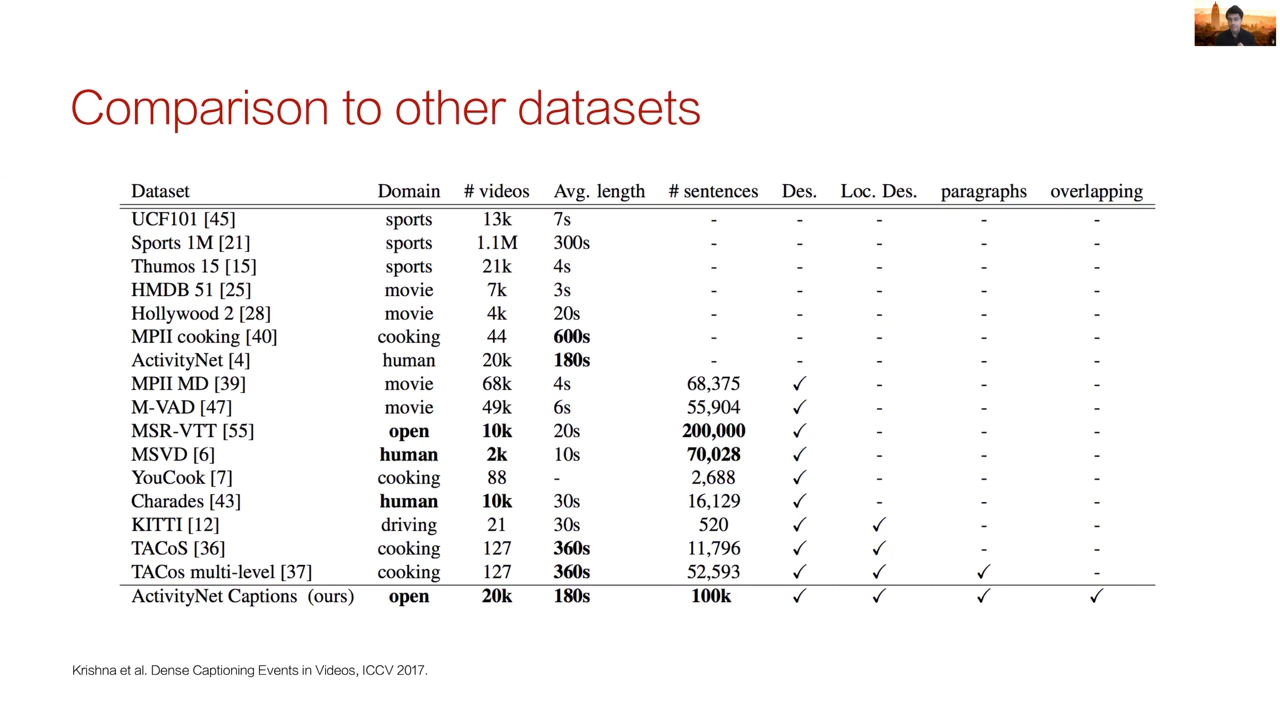 Comparison to other datasets
Dataset Domain # videos Avg. length # sentences Des. Loc. Des. paragraphs overlapping
UCF101 [45] sports 13k 7s - - - - -
Sports 1M [21] sports 1.1M 300s - - - - -
Thumos 15 [15] sports 21k 4s - - - - -
HMDB 51 [25] movie 7k 3s - - - - -
Hollywood 2 [28] movie 4k 20s - - - - -
MPII cooking [40] cooking 44 600s - - - - -
ActivityNet [4] human 20k 180s - - - - -
MPII MD [39] movie 68k 4s 68,375 ✓ - - -
M-VAD [47] movie 49k 6s 55,904 ✓ - - -
MSR-VTT [55] open 10k 20s 200,000 ✓ - - -
MSVD [6] human 2k 10s 70,028 ✓ - - -
YouCook [7] cooking 88 - 2,688 ✓ - - -
Charades [43] human 10k 30s 16,129 ✓ - - -
KITTI [12] driving 21 30s 520 ✓ ✓ - -
TACoS [36] cooking 127 360s 11,796 ✓ ✓ - -
TACos multi-level [37] cooking 127 360s 52,593 ✓ ✓ ✓ -
ActivityNet Captions (ours) open 20k 180s 100k ✓ ✓ ✓ ✓
Krishna et al. Dense Captioning Events in Videos, ICCV 2017.